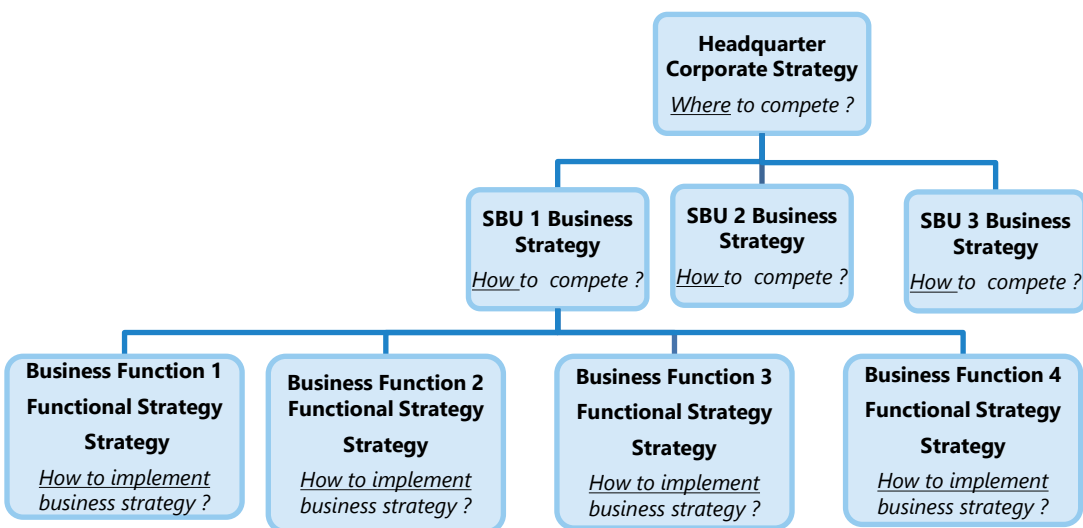 Headquarter
Corporate Strategy
Where to compete ?
SBU 1 Business
Strategy
How to compete ?
SBU 2 Business
Strategy
How to compete ?
SBU 3 Business
Strategy
How to compete ?
Business Function 1
Functional Strategy
Strategy
How to implement
business strategy ?
Business Function 2
Functional Strategy
Strategy
How to implement
business strategy ?
Business Function 3
Functional Strategy
Strategy
How to implement
business strategy ?
Business Function 4
Functional Strategy
Strategy
How to implement
business strategy ?